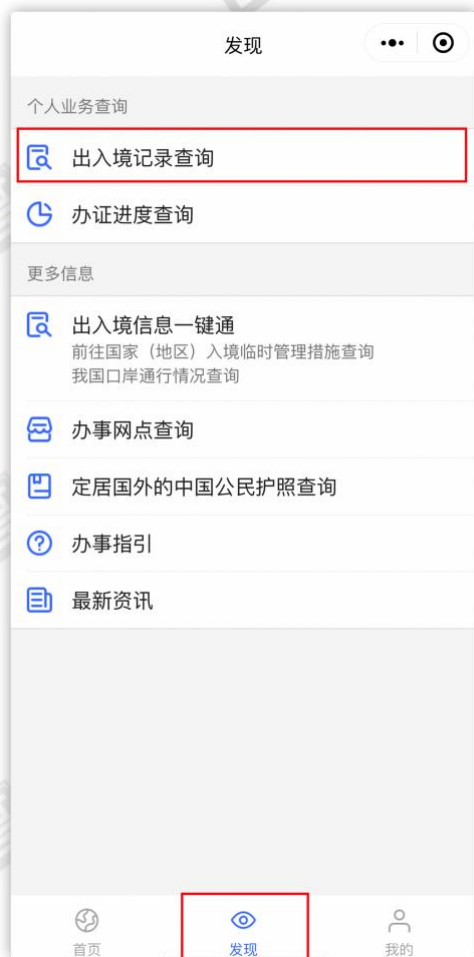 发现
个人业务查询
出入境记录查询
办证进度查询
更多信息
出入境信息一键通
前往国家（地区）入境临时管理措施查询
我国口岸通行情况查询
办事网点查询
定居国外的中国公民护照查询
办事指引
最新资讯
首页
发现
我的